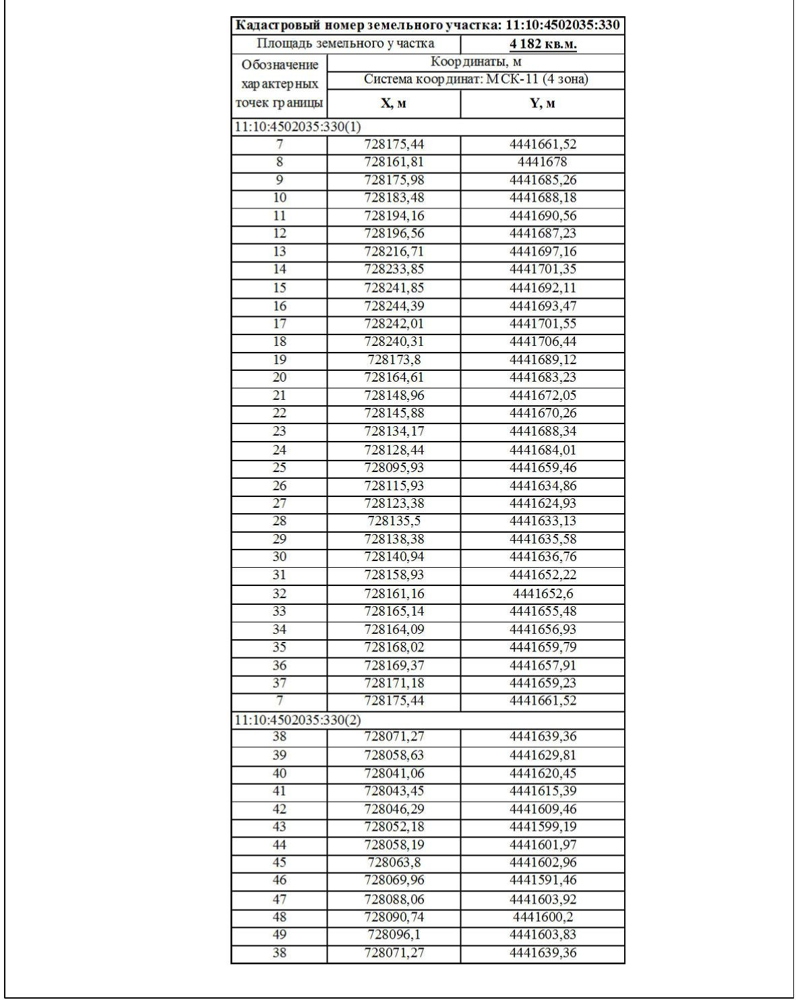 Кадастровый номер земельного участка: 11:10:4502035:330
Площадь земельного участка 4 182 кв.м.
Обозначение характерных точек границы Координаты, м
Система координат: МСК-11 (4 зона)
X, м Y, м
11:10:4502035:330(1)
7 728175,44 4441661,52
8 728161,81 4441678
9 728175,98 4441685,26
10 728183,48 4441688,18
11 728194,16 4441690,56
12 728196,56 4441687,23
13 728216,71 4441697,16
14 728233,85 4441701,35
15 728241,85 4441692,11
16 728244,39 4441693,47
17 728242,01 4441701,55
18 728240,31 4441706,44
19 728173,8 4441689,12
20 728164,61 4441683,23
21 728148,96 4441672,05
22 728145,88 4441670,26
23 728134,17 4441688,34
24 728128,44 4441684,01
25 728095,93 4441659,46
26 728115,93 4441634,86
27 728123,38 4441624,93
28 728135,5 4441633,13
29 728138,38 4441635,58
30 728140,94 4441636,76
31 728158,93 4441652,22
32 728161,16 4441652,6
33 728165,14 4441655,48
34 728164,09 4441656,93
35 728168,02 4441659,79
36 728169,37 4441657,91
37 728171,18 4441659,23
7 728175,44 4441661,52
11:10:4502035:330(2)
38 728071,27 4441639,36
39 728058,63 4441629,81
40 728041,06 4441620,45
41 728043,45 4441615,39
42 728046,29 4441609,46
43 728052,18 4441599,19
44 728058,19 4441601,97
45 728063,8 4441602,96
46 728069,96 4441591,46
47 728088,06 4441603,92
48 728090,74 4441600,2
49 728096,1 4441603,83
38 728071,27 4441639,36